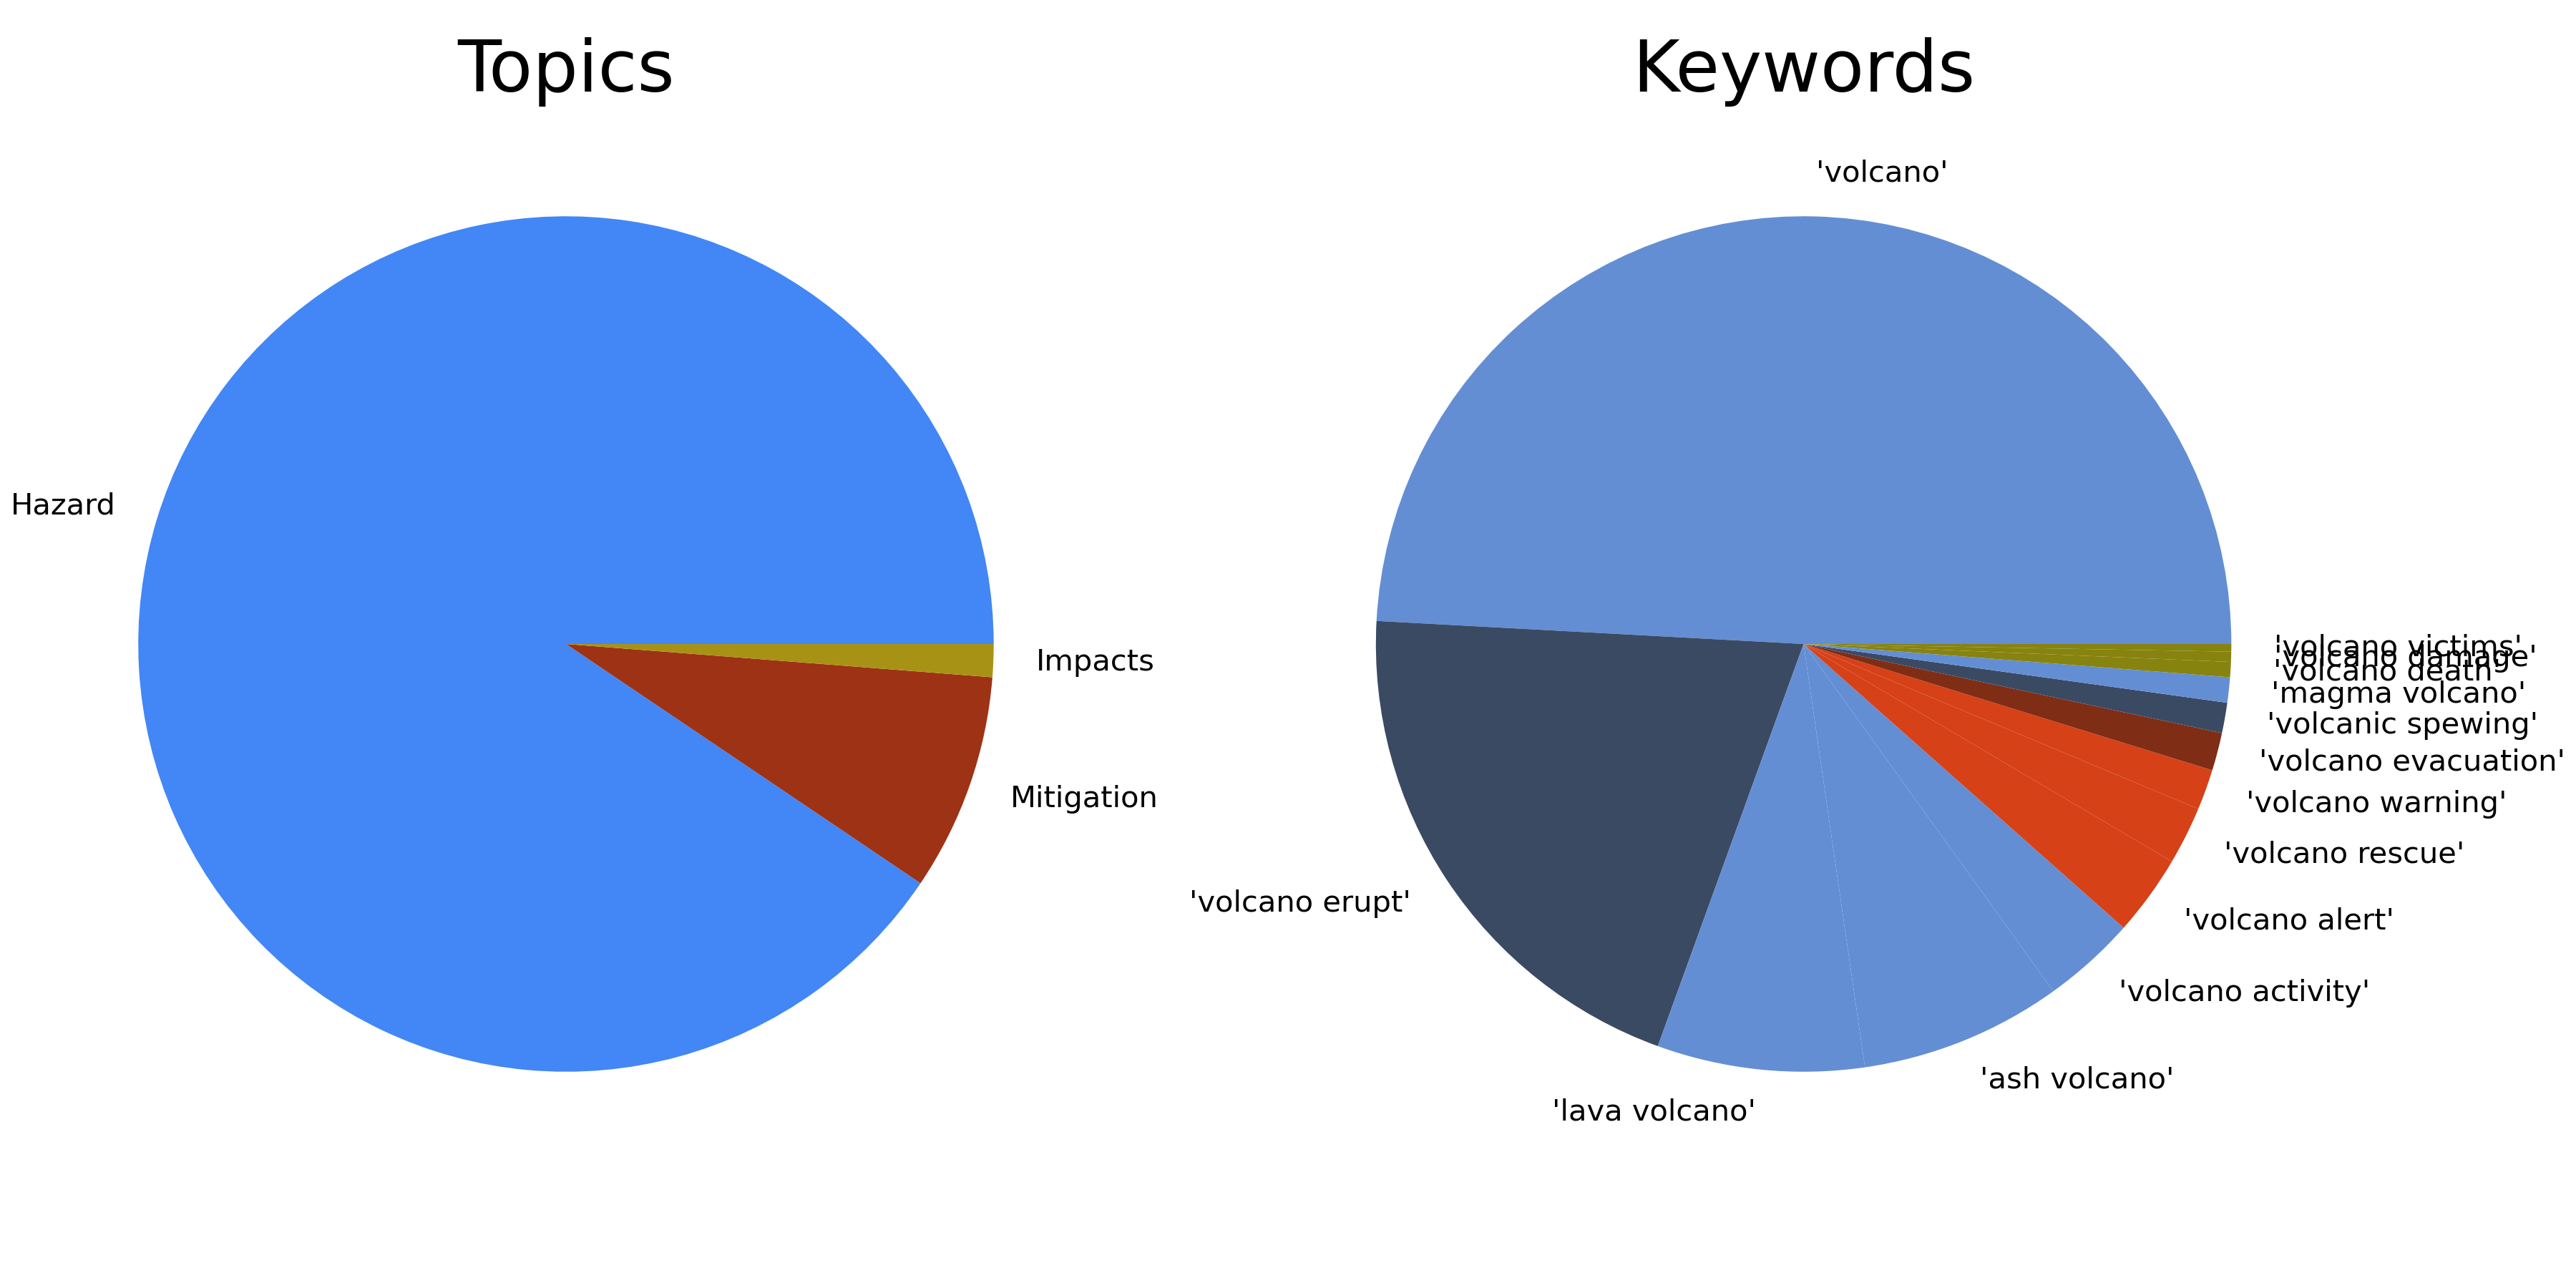 Topics
Hazard
Impacts
Mitigation
Keywords
'volcano'
'volcano victims'
'volcano damage'
'volcano death'
'magma volcano'
'volcanic spewing'
'volcano evacuation'
'volcano warning'
'volcano rescue'
'volcano alert'
'volcano activity'
'ash volcano'
'lava volcano'
'volcano erupt'